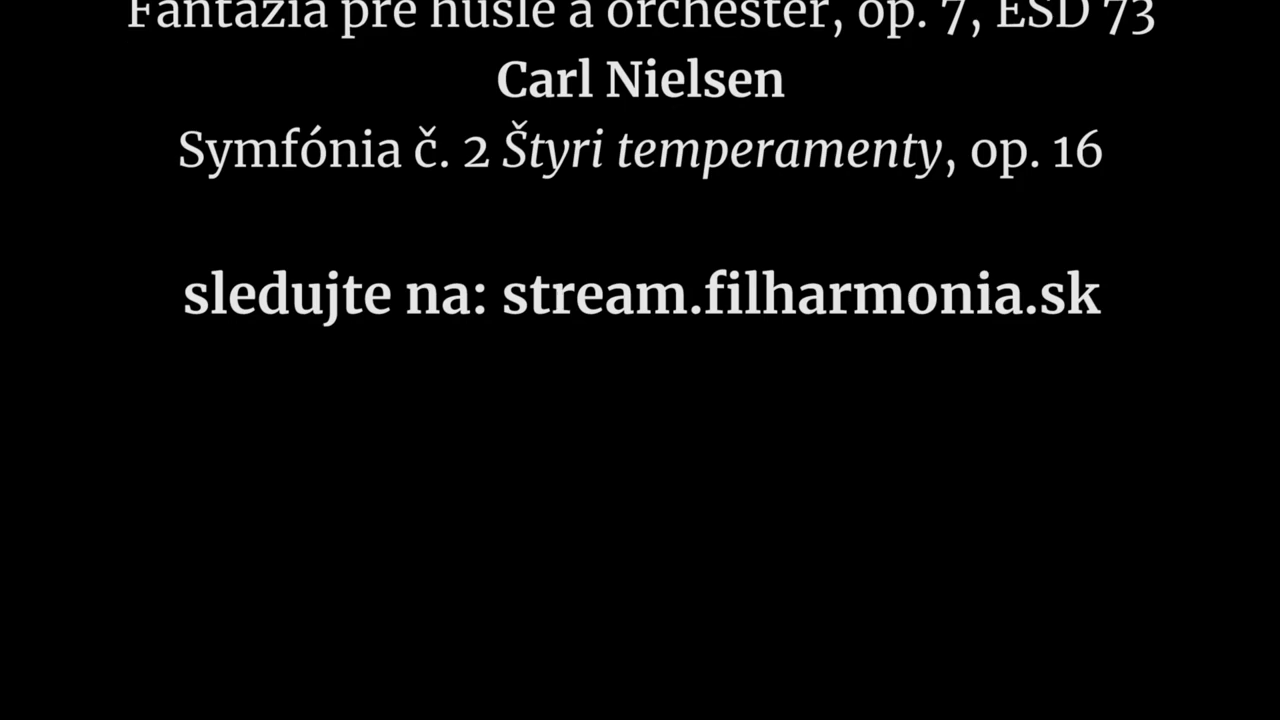 Fantázia pre husle a orchester, op. 7, ESD 73
Carl Nielsen
Symfónia č. 2 Štyri temperamenty, op. 16
sledujte na: stream.filharmonia.sk